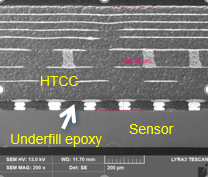 HTCC
Underfill epoxy
Sensor
SEM HV: 13.0 kV
WD: 11.70 mm
LYRA3 TESCAN
SEM MAG: 200 x
Det: SE
200 µm